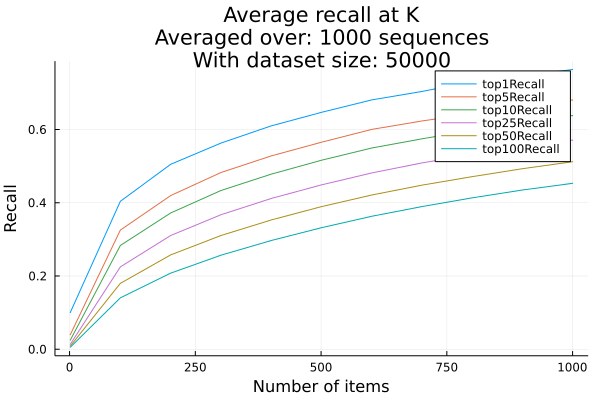 Average recall at K
Averaged over: 1000 sequences
With dataset size: 50000
top1Recall
top5Recall
top10Recall
top25Recall
top50Recall
top100Recall
Recall
0.6
0.4
0.2
0.0
0
250
500
750
1000
Number of items